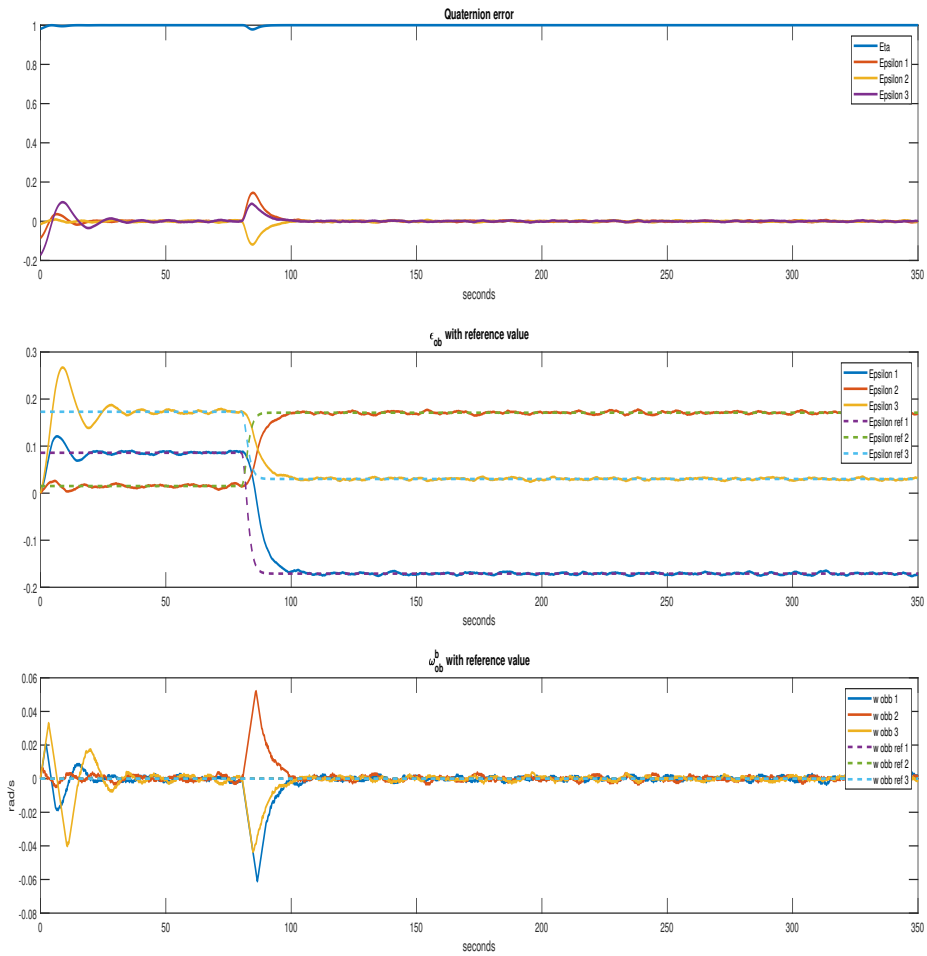 Quaternion error
1
0.8
0.6
0.4
0.2
0
-0.2
Eta
Epsilon 1
Epsilon 2
Epsilon 3
0 50 100 150 200 250 300 350
seconds
ϵob with reference value
0.3
0.2
0.1
0
-0.1
-0.2
Epsilon 1
Epsilon 2
Epsilon 3
Epsilon ref 1
Epsilon ref 2
Epsilon ref 3
0 50 100 150 200 250 300 350
seconds
ωbob with reference value
rad/s
0.06
0.04
0.02
0
-0.02
-0.04
-0.06
-0.08
w obb 1
w obb 2
w obb 3
w obb ref 1
w obb ref 2
w obb ref 3
0 50 100 150 200 250 300 350
seconds